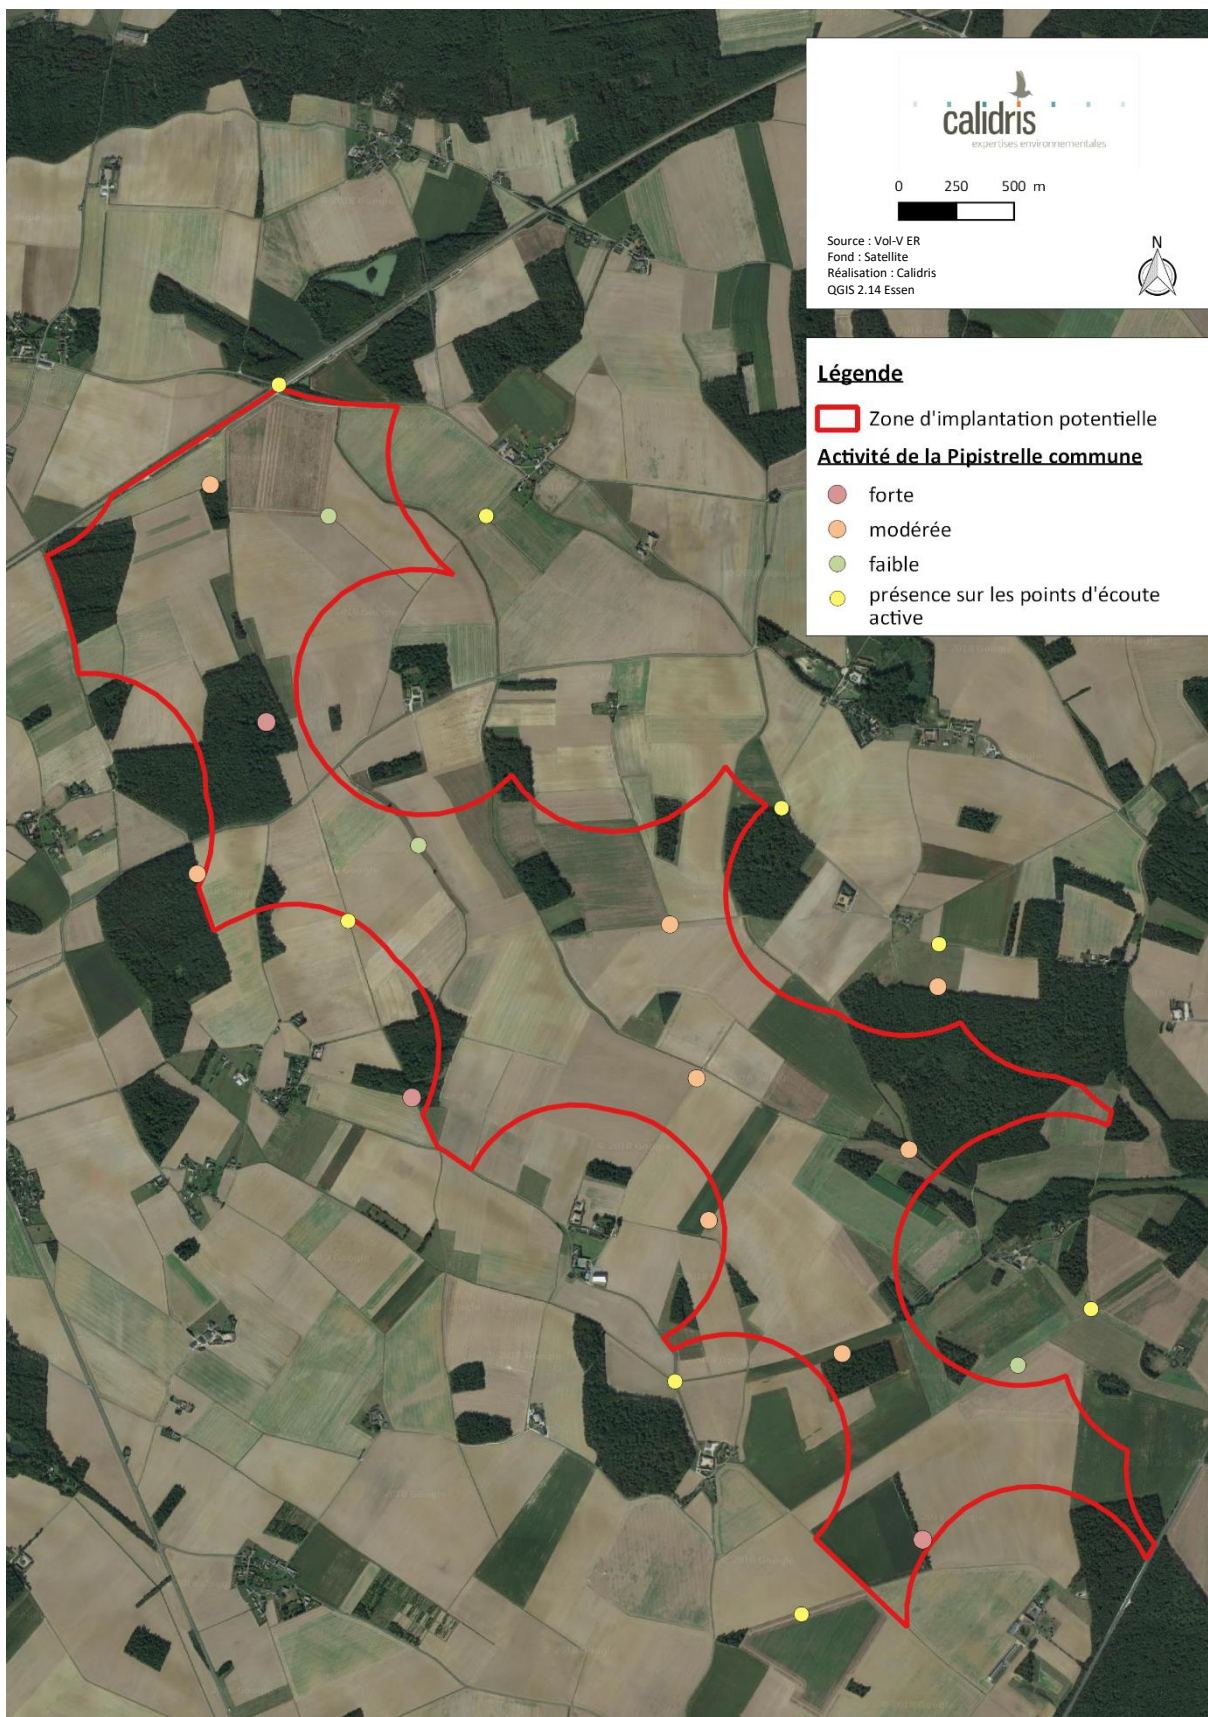 calidris
expertises environnementales
0 250 500 m
Source : Vol-V ER
Fond : Satellite
Réalisation : Calidris
QGIS 2.14 Essen
N
Légende
Zone d'implantation potentielle
Activité de la Pipistrelle commune
forte
modérée
faible
présence sur les points d'écoute
active